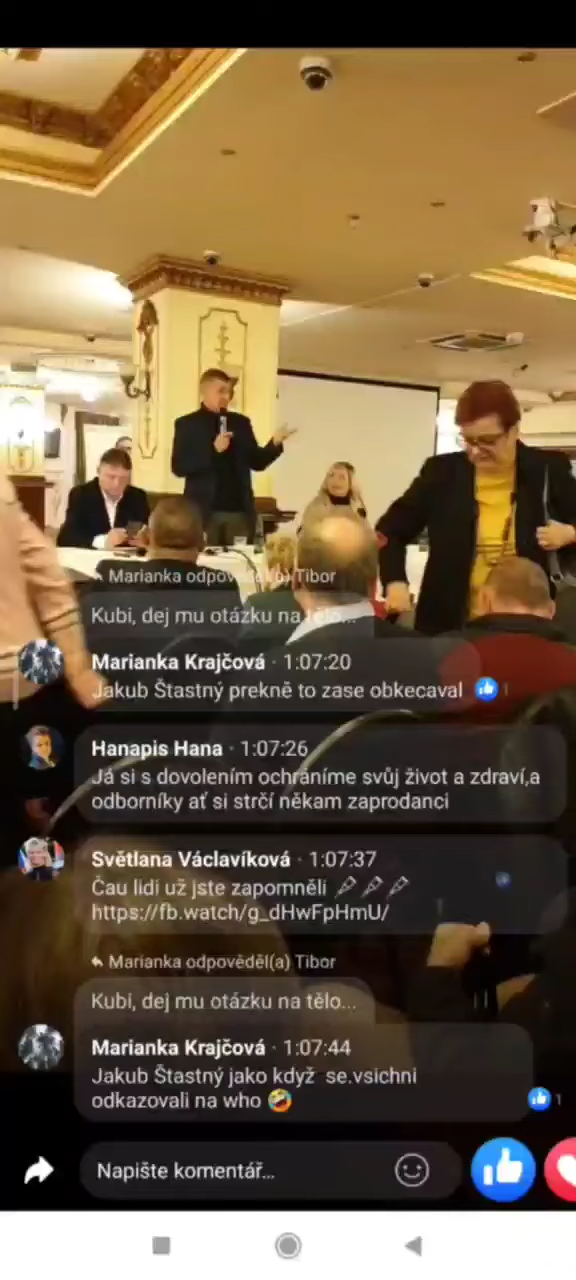 Marianka odpověděl(a) Tibor
Kubi, dej mu otázku na tělo...
Marianka Krajčová · 1:07:20
Jakub Štastný prekně to zase obkecaval 1
Hanapis Hana · 1:07:26
Já si s dovolením ochráníme svůj život a zdraví,a
odborníky ať si strčí někam zaprodanci
Světlana Václavíková · 1:07:37
Čau lidi už jste zapomněli 🖊🖊🖊
https://fb.watch/g_dHwFpHmU/
Marianka odpověděl(a) Tibor
Kubi, dej mu otázku na tělo...
Marianka Krajčová · 1:07:44
Jakub Štastný jako když se.vsichni
odkazovali na who 🤣 1
Napište komentář...